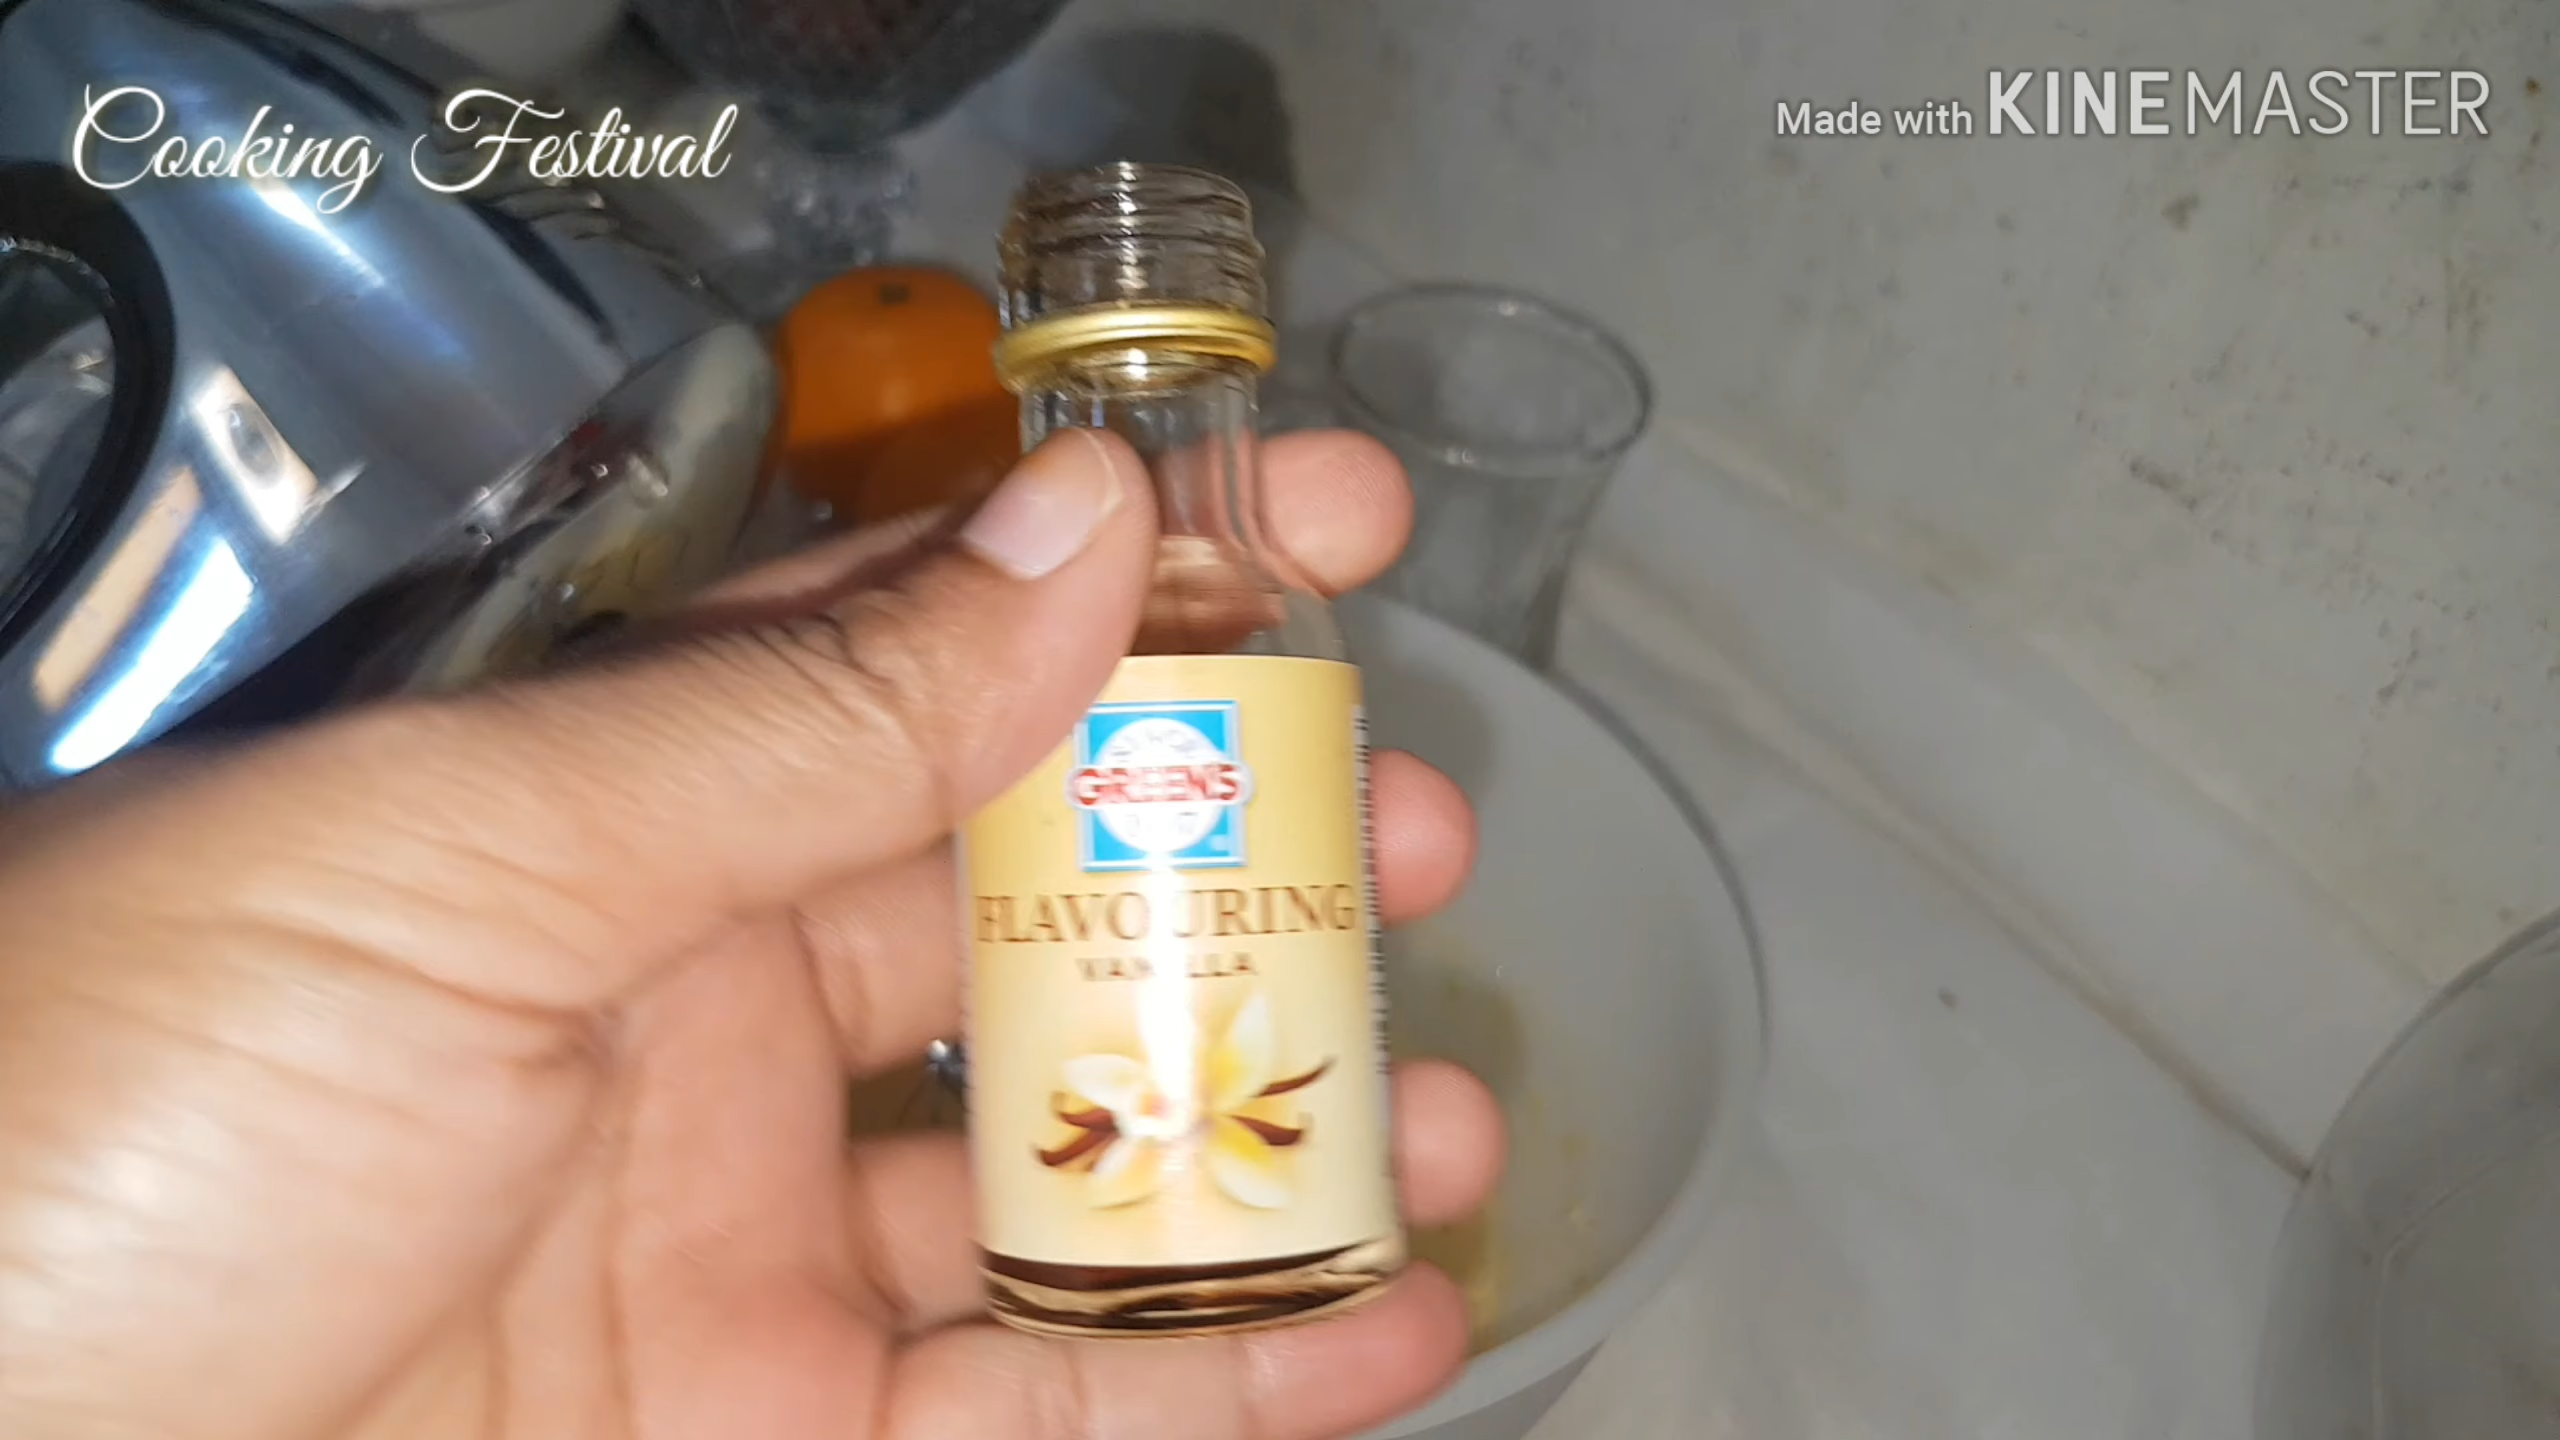 Cooking Festival
Made with KINEMASTER
GREEN'S
FLAVOURING
VANILLA